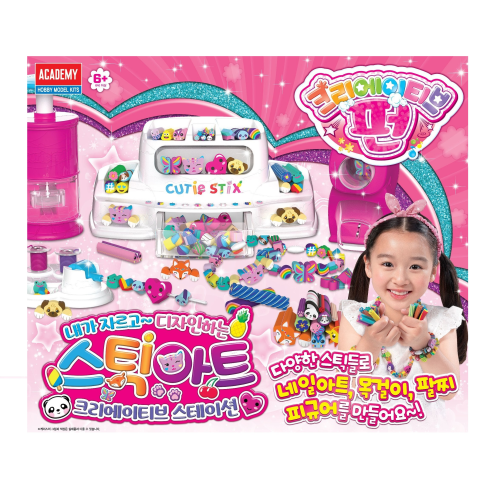 ACADEMY
HOBBY MODEL KITS
6+
크리에이티브
펀
CUTIE STIX
내가 자르고~ 디자인하는
스틱아트
크리에이티브 스테이션
다양한 스틱들로
네일아트, 목걸이, 팔찌
피규어를 만들어요~!